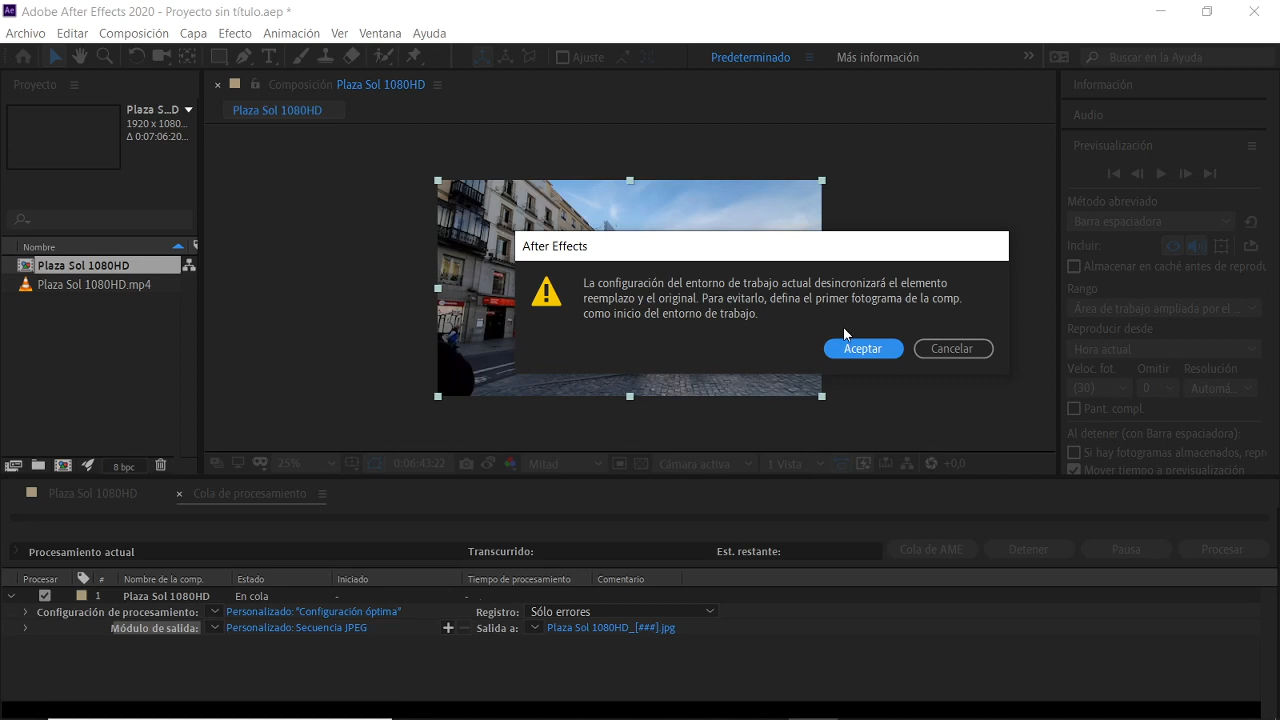 Adobe After Effects 2020 - Proyecto sin título.aep *
Archivo Editar Composición Capa Efecto Animación Ver Ventana Ayuda
Ajuste Predeterminado Más información Buscar en la Ayuda
Proyecto
Composición Plaza Sol 1080HD
Plaza Sol 1080HD
Plaza S...D
1920 x 1080...
Δ 0:07:06:20...
Nombre
Plaza Sol 1080HD
Plaza Sol 1080HD.mp4
8 bpc
After Effects
La configuración del entorno de trabajo actual desincronizará el elemento
reemplazo y el original. Para evitarlo, defina el primer fotograma de la comp.
como inicio del entorno de trabajo.
Aceptar Cancelar
25% 0:06:43:22 Mitad Cámara activa 1 Vista +0,0
Información
Audio
Previsualización
Método abreviado
Barra espaciadora
Incluir:
Almacenar en caché antes de reprodu
Rango
Área de trabajo ampliada por el ...
Reproducir desde
Hora actual
Veloc. fot. Omitir Resolución
(30) 0 Automá...
Pant. compl.
Al detener (con Barra espaciadora):
Si hay fotogramas almacenados, repr
Mover tiempo a previsualización
Plaza Sol 1080HD Cola de procesamiento
Procesamiento actual Transcurrido: Est. restante: Cola de AME Detener Pausa Procesar
Procesar # Nombre de la comp. Estado Iniciado Tiempo de procesamiento Comentario
1 Plaza Sol 1080HD En cola - - .
Configuración de procesamiento: Personalizado: "Configuración óptima" Registro: Sólo errores
Módulo de salida: Personalizado: Secuencia JPEG Salida a: Plaza Sol 1080HD_[###].jpg